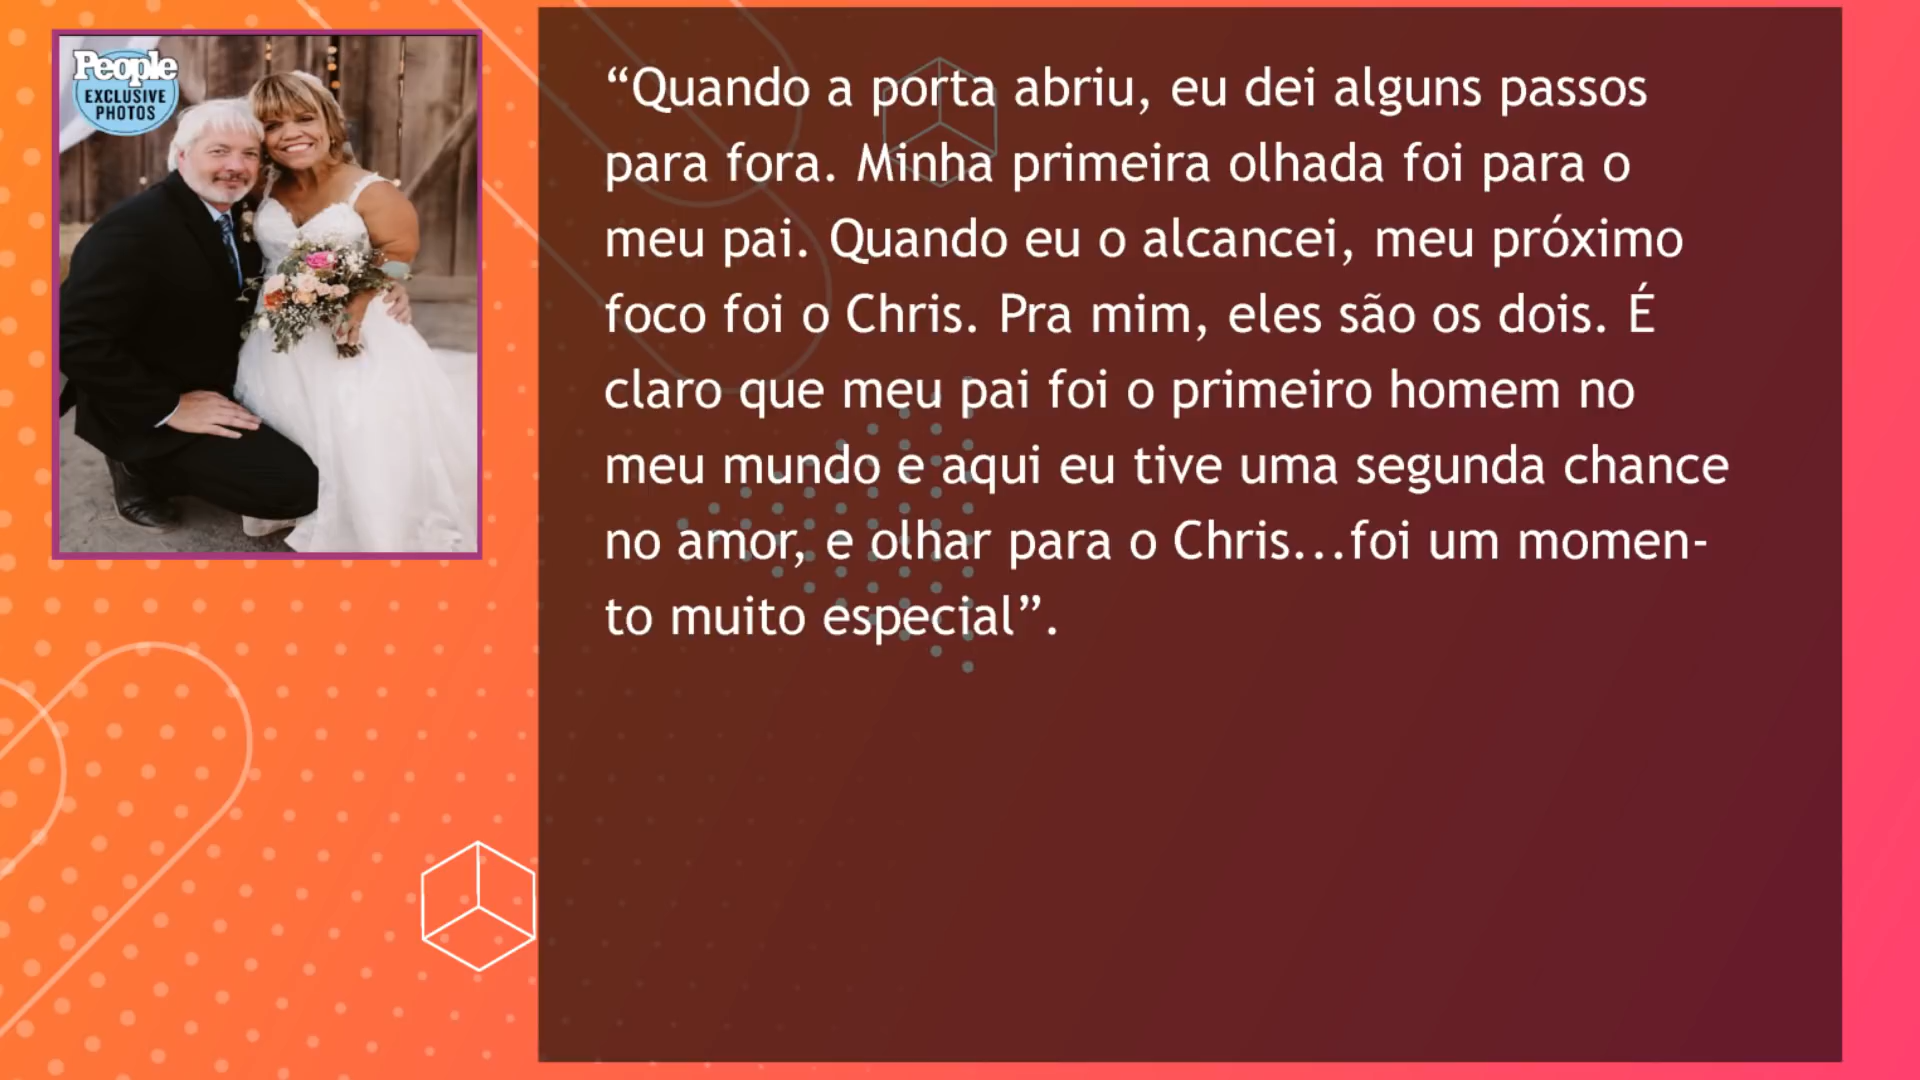 People
EXCLUSIVE
PHOTOS
“Quando a porta abriu, eu dei alguns passos
para fora. Minha primeira olhada foi para o
meu pai. Quando eu o alcancei, meu próximo
foco foi o Chris. Pra mim, eles são os dois. É
claro que meu pai foi o primeiro homem no
meu mundo e aqui eu tive uma segunda chance
no amor, e olhar para o Chris...foi um momen-
to muito especial”.